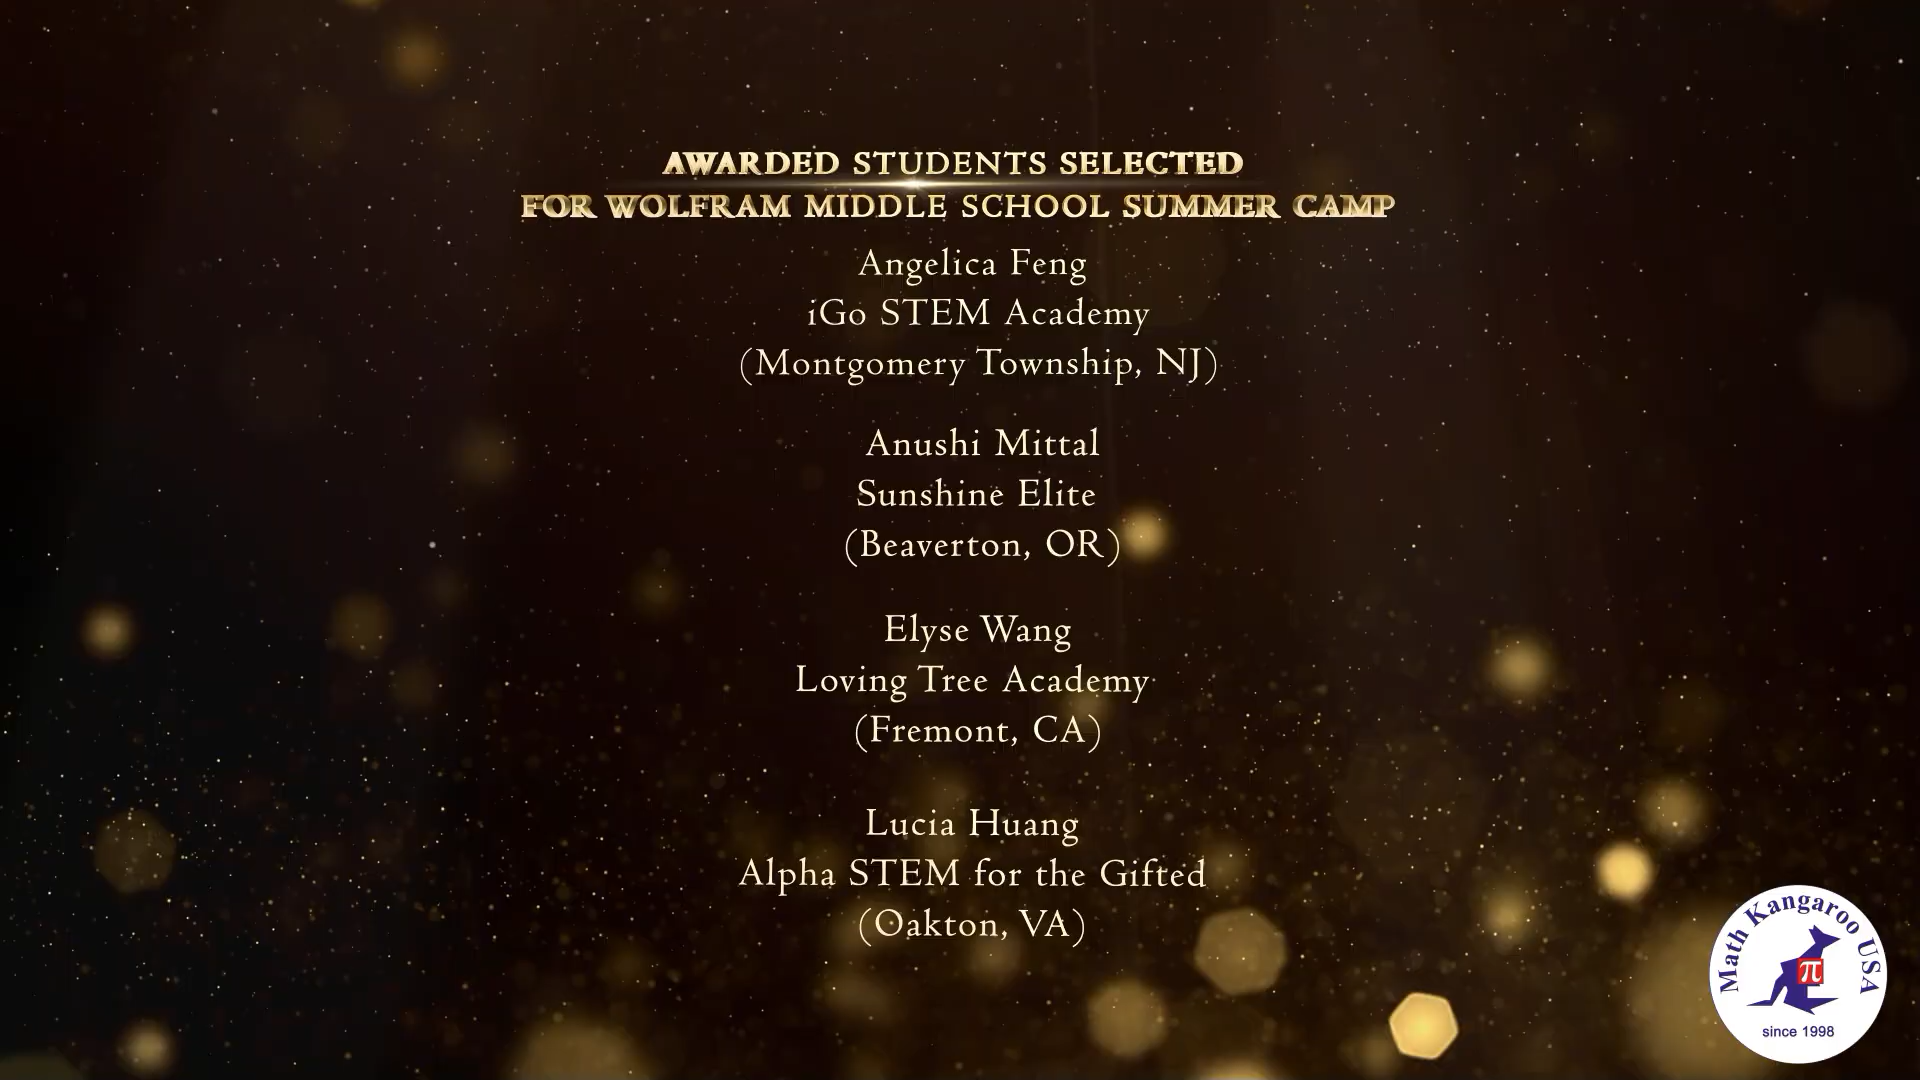 AWARDED STUDENTS SELECTED
FOR WOLFRAM MIDDLE SCHOOL SUMMER CAMP
Angelica Feng
iGo STEM Academy
(Montgomery Township, NJ)
Anushi Mittal
Sunshine Elite
(Beaverton, OR)
Elyse Wang
Loving Tree Academy
(Fremont, CA)
Lucia Huang
Alpha STEM for the Gifted
(Oakton, VA)
Math Kangaroo USA
π
since 1998